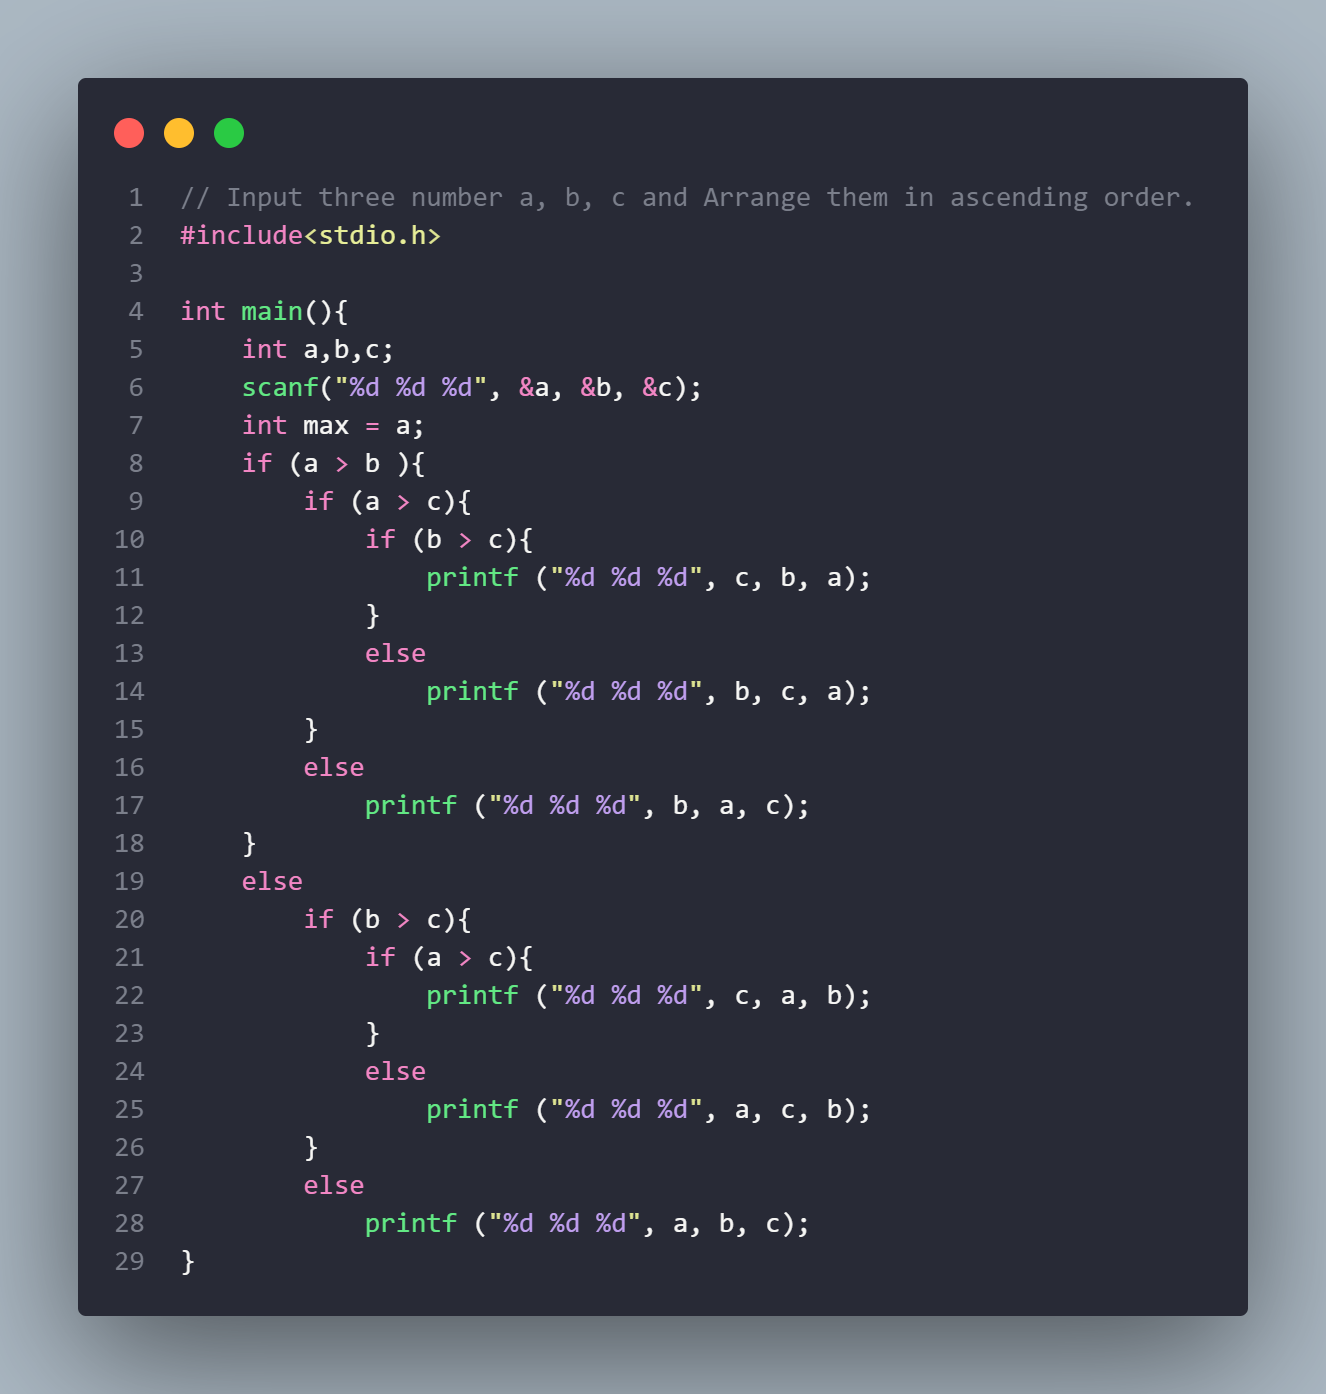 1 // Input three number a, b, c and Arrange them in ascending order.
2 #include<stdio.h>
3
4 int main(){
5     int a,b,c;
6     scanf("%d %d %d", &a, &b, &c);
7     int max = a;
8     if (a > b ){
9         if (a > c){
10             if (b > c){
11                 printf ("%d %d %d", c, b, a);
12             }
13             else
14                 printf ("%d %d %d", b, c, a);
15         }
16         else
17             printf ("%d %d %d", b, a, c);
18     }
19     else
20         if (b > c){
21             if (a > c){
22                 printf ("%d %d %d", c, a, b);
23             }
24             else
25                 printf ("%d %d %d", a, c, b);
26         }
27         else
28             printf ("%d %d %d", a, b, c);
29 }